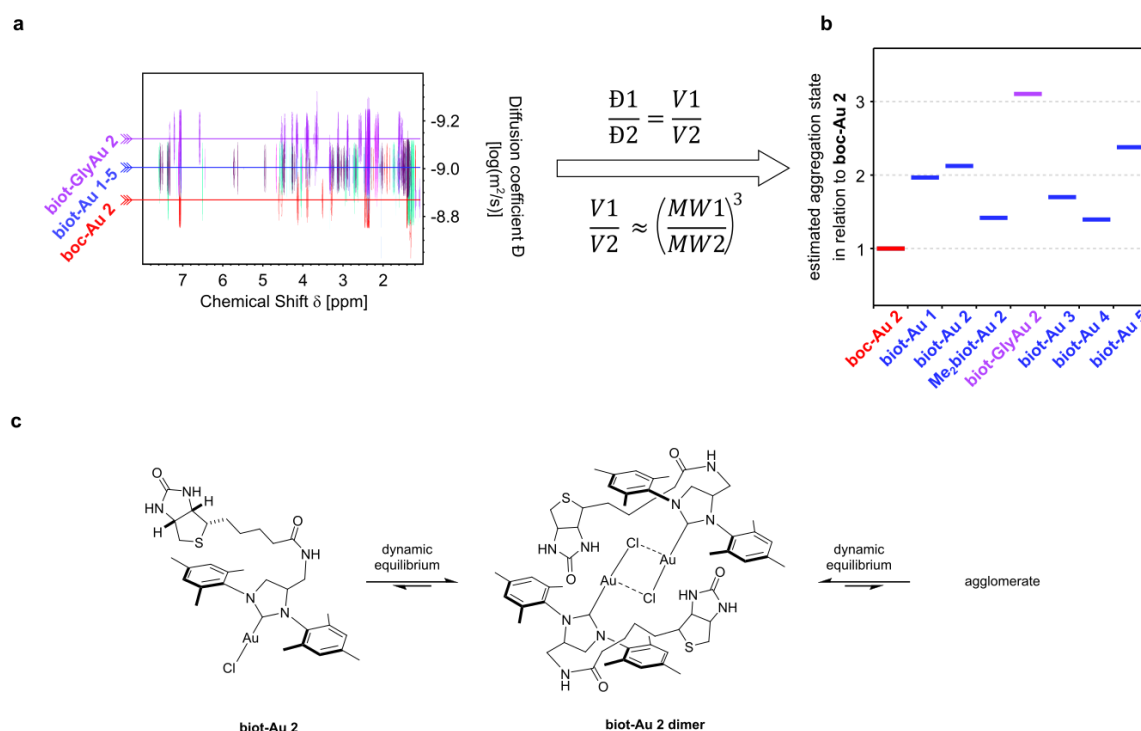 a
biot-GlyAu 2
biot-Au 1-5
boc-Au 2
-9.2
-9.0
-8.8
7 6 5 4 3 2
Chemical Shift δ [ppm]
Diffusion coefficient Đ
[log(m²/s)]
Đ1/Đ2 = V1/V2
V1/V2 ≈ (MW1/MW2)³
b
estimated aggregation state
in relation to boc-Au 2
3
2
1
boc-Au 2
biot-Au 1
biot-Au 2
Me₂biot-Au 2
biot-GlyAu 2
biot-Au 3
biot-Au 4
biot-Au 5
c
O
HN
NH
H
H
S
O
NH
N
N
Au
Cl
biot-Au 2
dynamic
equilibrium
O
H
N
S
N
N
HN
NH
O
Cl
Au
Au
Cl
O
HN
NH
N
N
S
N
H
O
biot-Au 2 dimer
dynamic
equilibrium
agglomerate